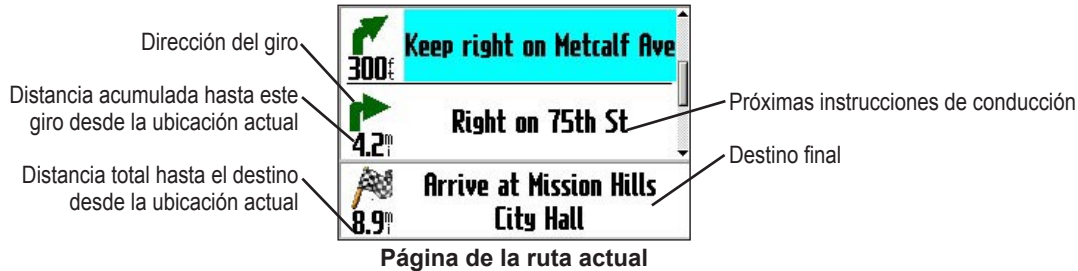 Dirección del giro
Distancia acumulada hasta este
giro desde la ubicación actual
Distancia total hasta el destino
desde la ubicación actual
Keep right on Metcalf Ave
300ft
Right on 75th St
4.2mi
Arrive at Mission Hills
City Hall
8.9mi
Próximas instrucciones de conducción
Destino final
Página de la ruta actual